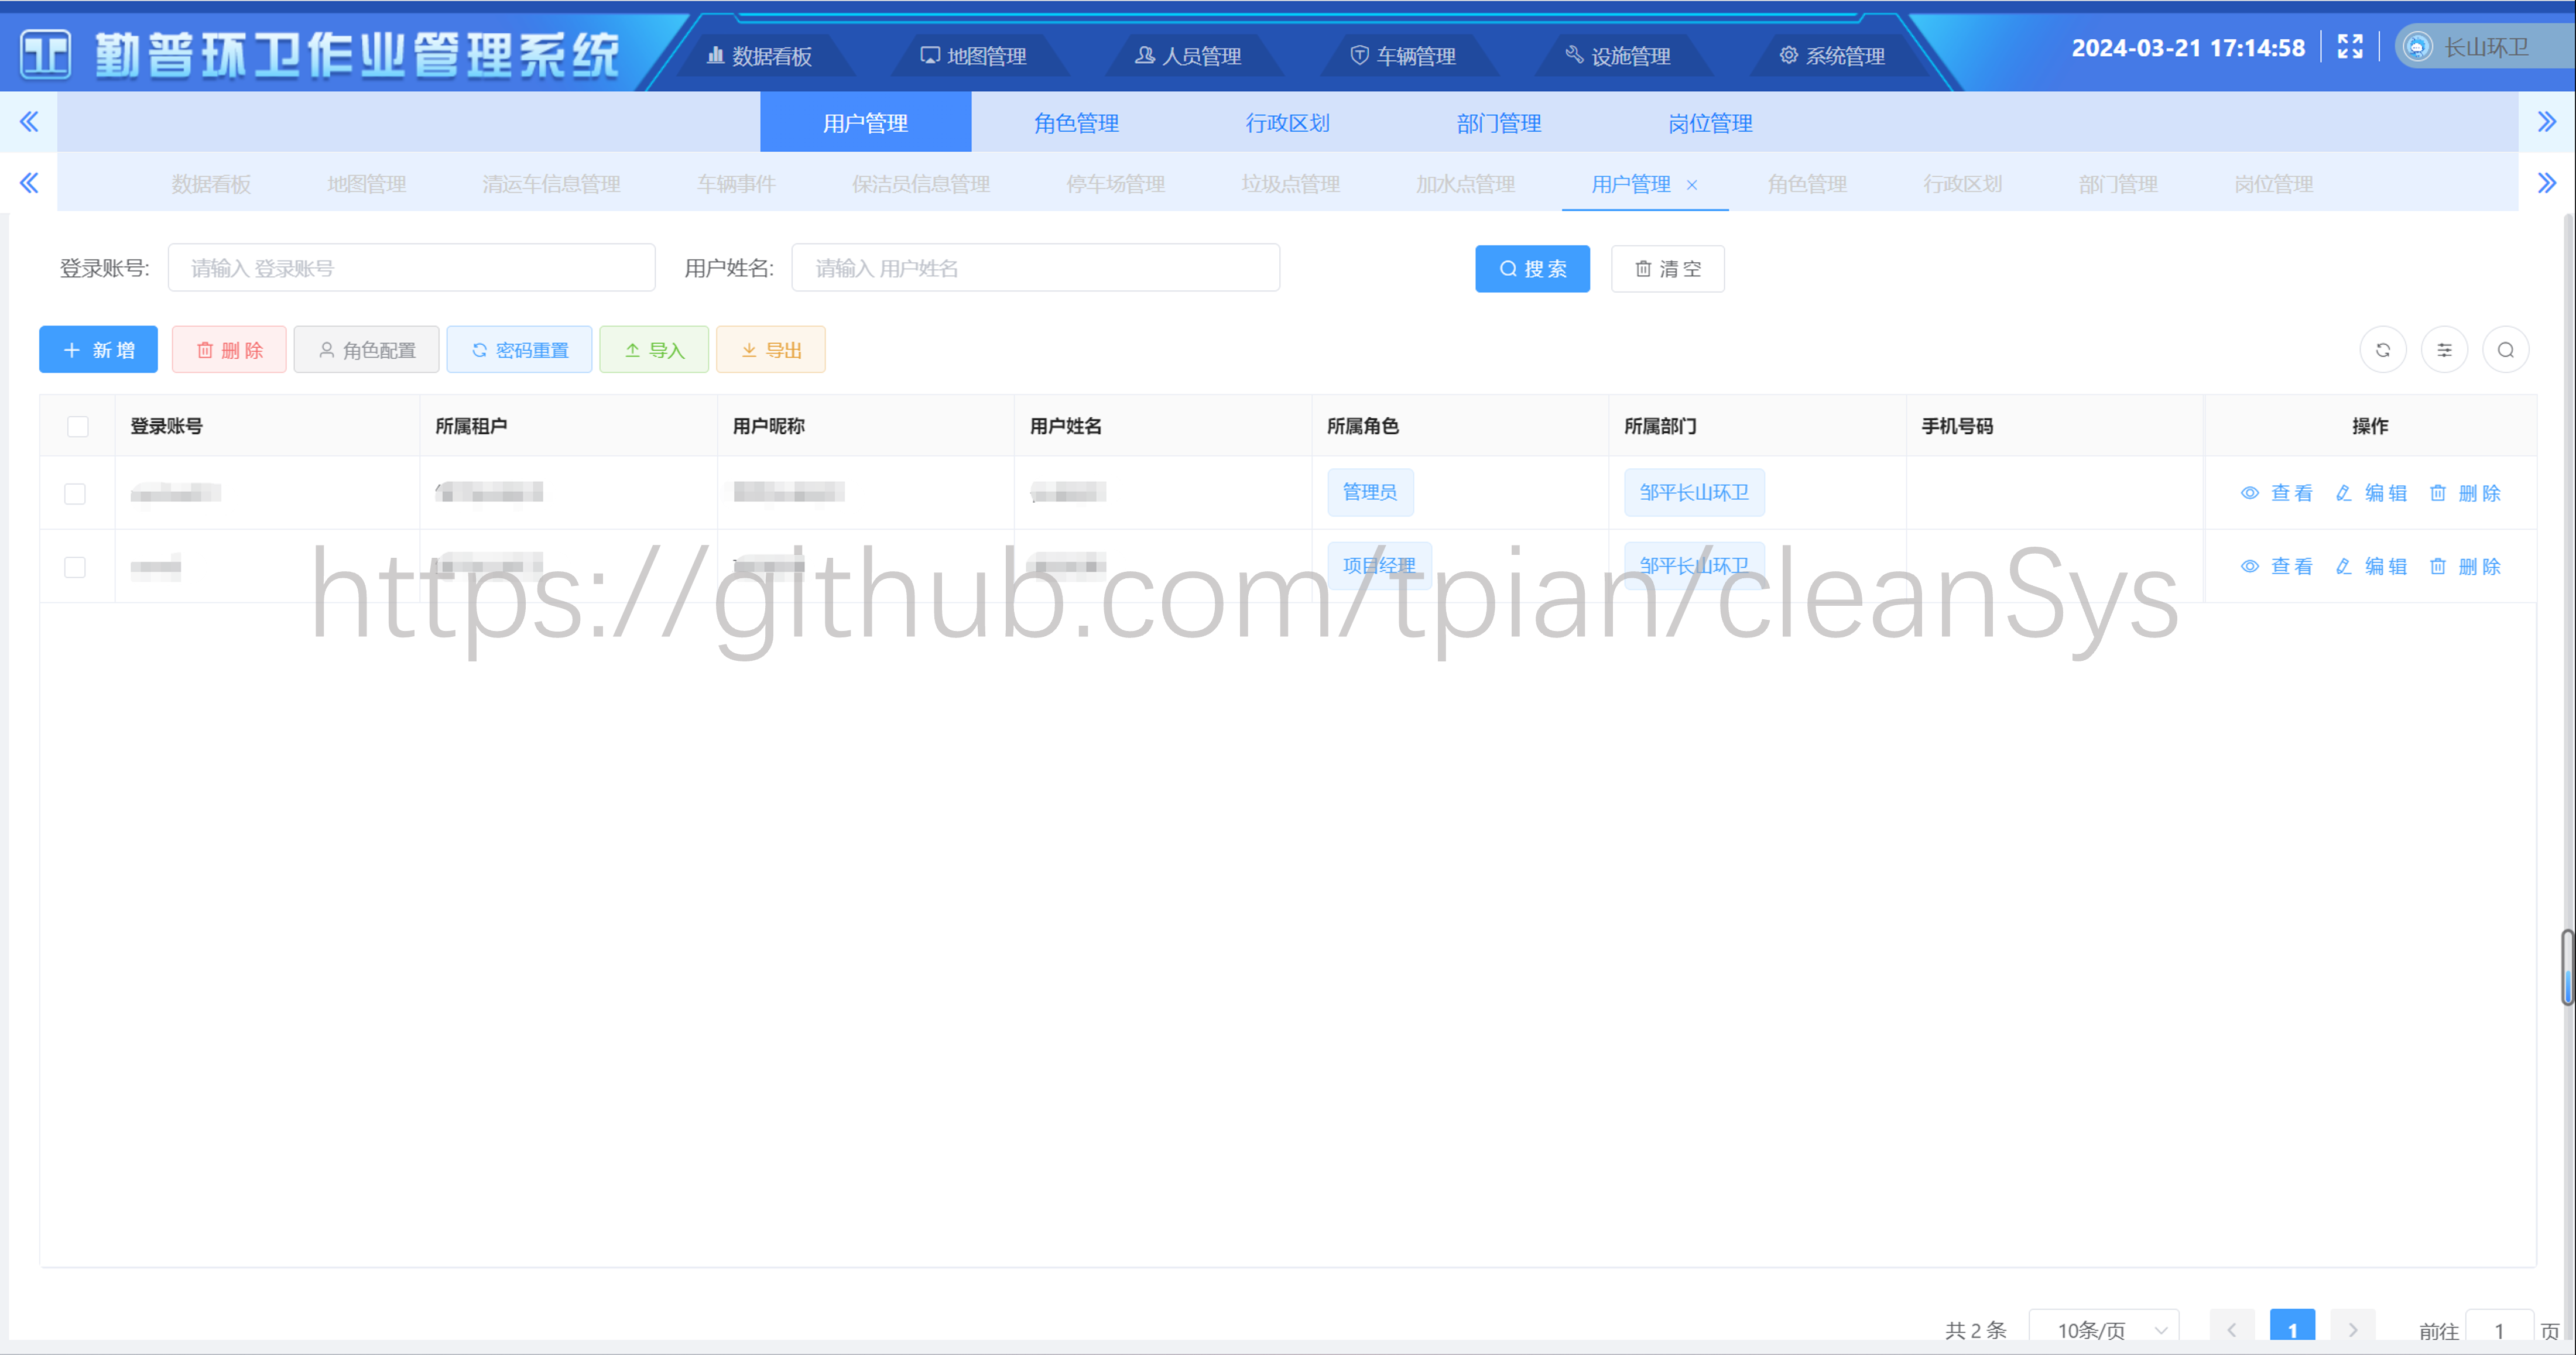 勤普环卫作业管理系统 数据看板 地图管理 人员管理 车辆管理 设施管理 系统管理 2024-03-21 17:14:58 长山环卫
用户管理 角色管理 行政区划 部门管理 岗位管理
数据看板 地图管理 清运车信息管理 车辆事件 保洁员信息管理 停车场管理 垃圾点管理 加水点管理 用户管理 角色管理 行政区划 部门管理 岗位管理
登录账号: 请输入 登录账号 用户姓名: 请输入 用户姓名 搜 索 清 空
新 增 删 除 角色配置 密码重置 导入 导出
登录账号 所属租户 用户昵称 用户姓名 所属角色 所属部门 手机号码 操作
管理员 邹平长山环卫 查 看 编 辑 删 除
项目经理 邹平长山环卫 查 看 编 辑 删 除
https://github.com/tpian/cleanSys
共 2 条 10条/页 1 前往 1 页